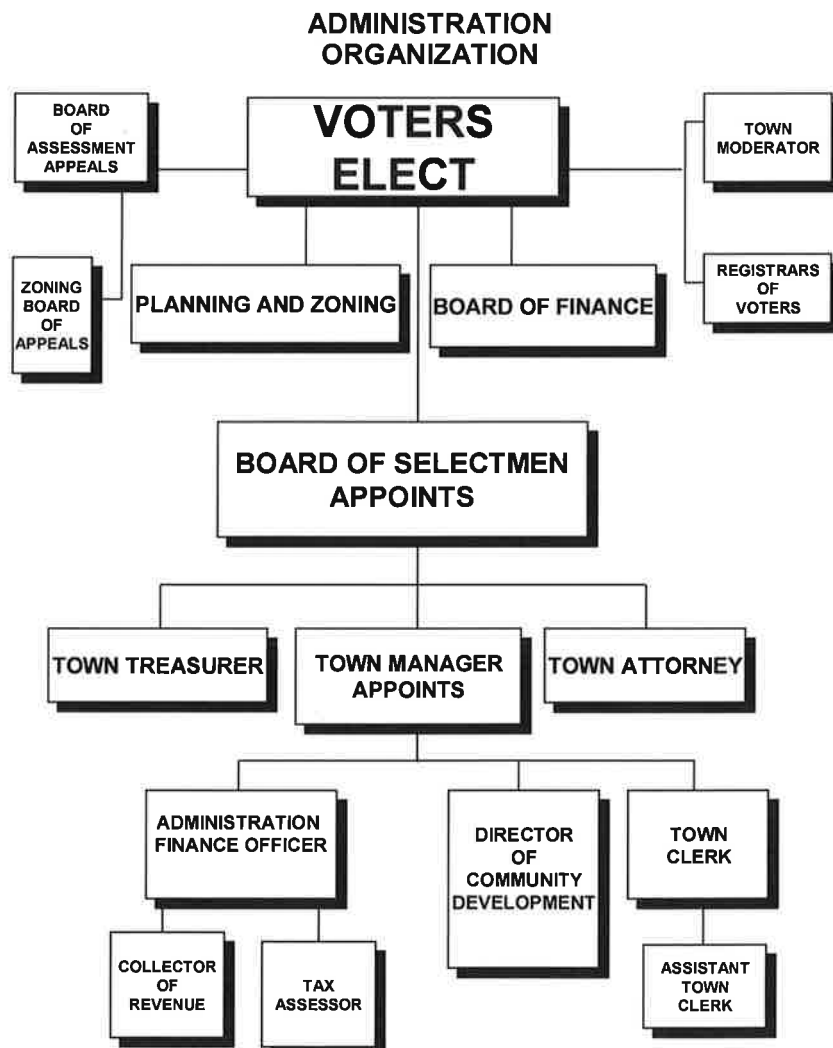 ADMINISTRATION
ORGANIZATION
BOARD
OF
ASSESSMENT
APPEALS
VOTERS
ELECT
TOWN
MODERATOR
ZONING
BOARD
OF
APPEALS
PLANNING AND ZONING
BOARD OF FINANCE
REGISTRARS
OF
VOTERS
BOARD OF SELECTMEN
APPOINTS
TOWN TREASURER
TOWN MANAGER
APPOINTS
TOWN ATTORNEY
ADMINISTRATION
FINANCE OFFICER
DIRECTOR
OF
COMMUNITY
DEVELOPMENT
TOWN
CLERK
COLLECTOR
OF
REVENUE
TAX
ASSESSOR
ASSISTANT
TOWN
CLERK